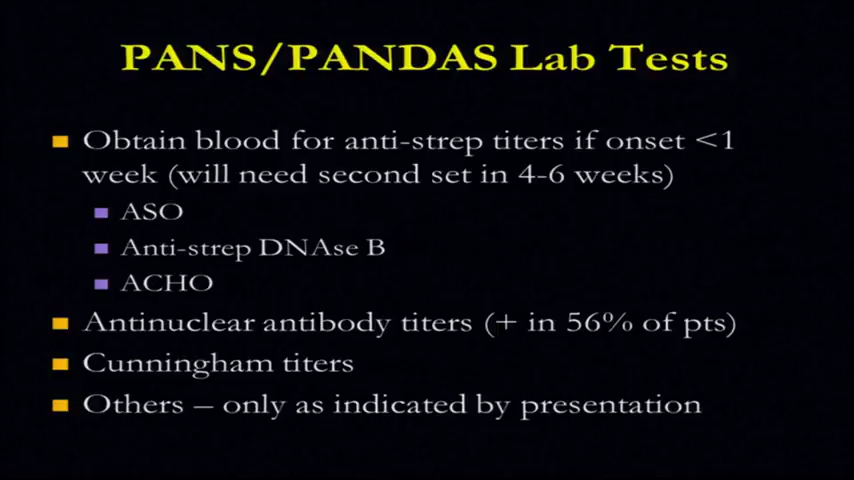 PANS/PANDAS Lab Tests
Obtain blood for anti-strep titers if onset <1
week (will need second set in 4-6 weeks)
ASO
Anti-strep DNAse B
ACHO
Antinuclear antibody titers (+ in 56% of pts)
Cunningham titers
Others – only as indicated by presentation